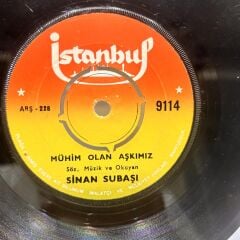 istanbul
ARŞ - 226
9114
MÜHİM OLAN AŞKIMIZ
Söz, Müzik ve Okuyan
SİNAN SUBAŞI